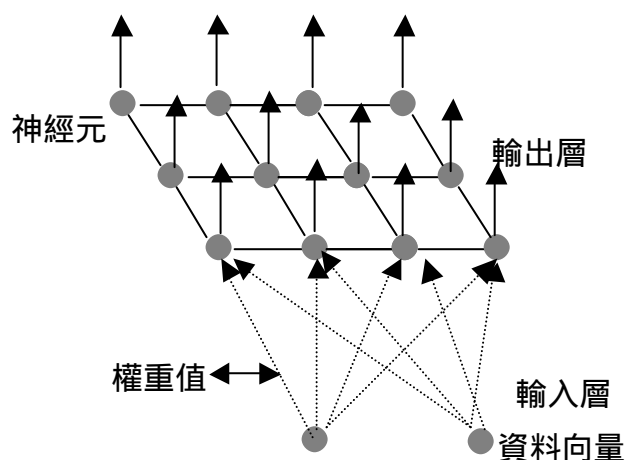 神經元
輸出層
權重值
輸入層
資料向量